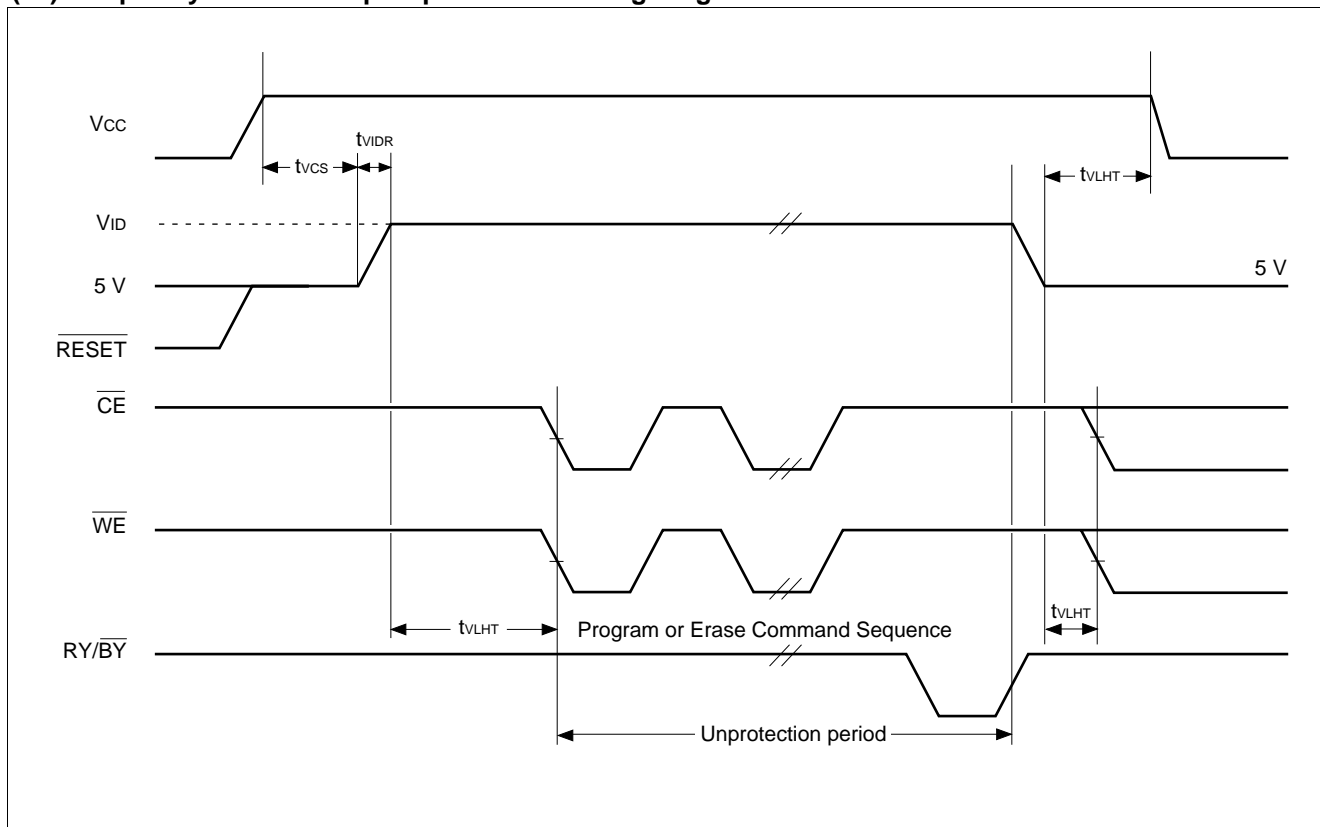 VCC
tVIDR
tVCS
tVLHT
VID
5 V
5 V
RESET
CE
WE
tVLHT
Program or Erase Command Sequence
tVLHT
RY/BY
Unprotection period